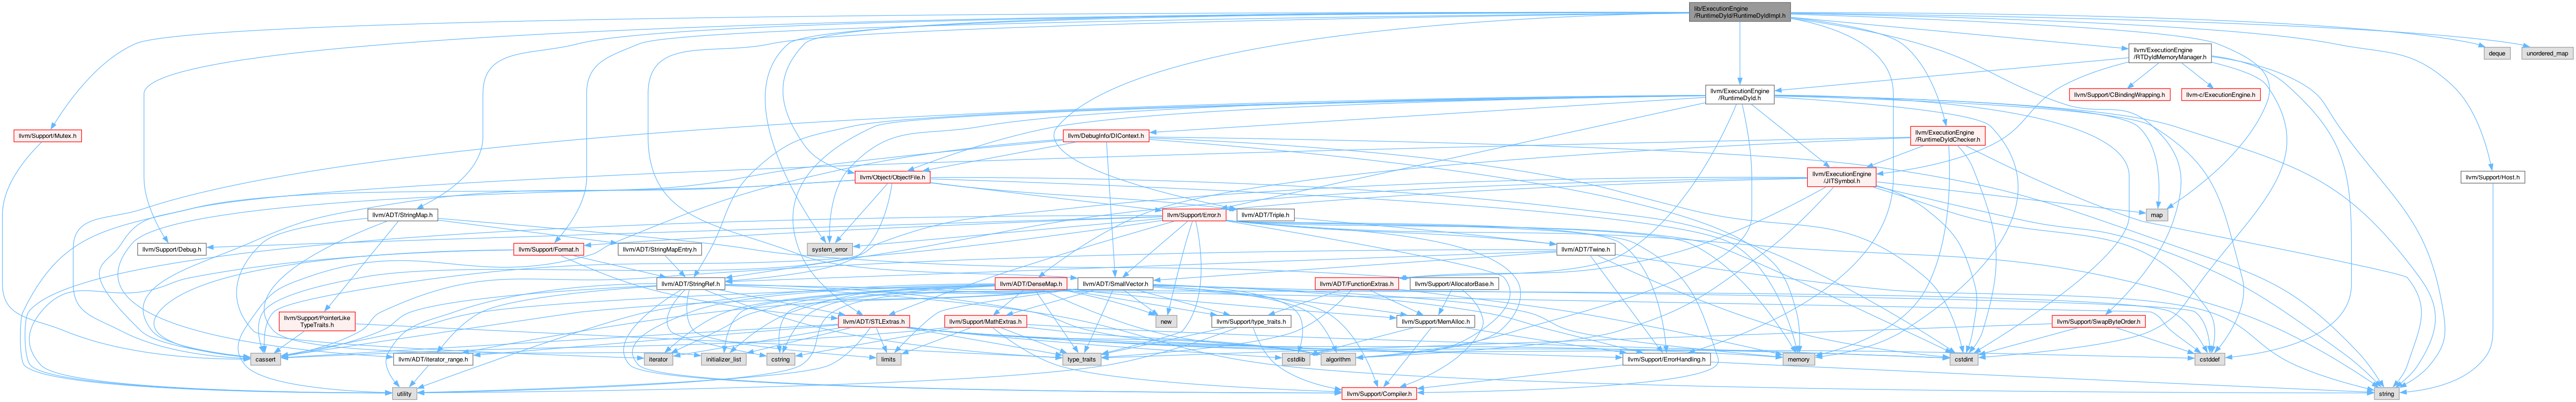 lib/ExecutionEngine
/RuntimeDyld/RuntimeDyldImpl.h
llvm/ExecutionEngine
/RTDyldMemoryManager.h
deque
unordered_map
llvm/ExecutionEngine
/RuntimeDyld.h
llvm/Support/CBindingWrapping.h
llvm-c/ExecutionEngine.h
llvm/Support/Mutex.h
llvm/DebugInfo/DIContext.h
llvm/ExecutionEngine
/RuntimeDyldChecker.h
llvm/Object/ObjectFile.h
llvm/ExecutionEngine
/JITSymbol.h
llvm/Support/Host.h
llvm/ADT/StringMap.h
llvm/Support/Error.h
llvm/ADT/Triple.h
map
llvm/Support/Debug.h
llvm/Support/Format.h
llvm/ADT/StringMapEntry.h
system_error
llvm/ADT/Twine.h
llvm/ADT/StringRef.h
llvm/ADT/DenseMap.h
llvm/ADT/SmallVector.h
llvm/ADT/FunctionExtras.h
llvm/Support/AllocatorBase.h
llvm/Support/PointerLike
TypeTraits.h
llvm/ADT/STLExtras.h
llvm/Support/MathExtras.h
new
llvm/Support/type_traits.h
llvm/Support/MemAlloc.h
llvm/Support/SwapByteOrder.h
cassert
llvm/ADT/iterator_range.h
iterator
initializer_list
cstring
limits
type_traits
cstdlib
algorithm
llvm/Support/ErrorHandling.h
memory
cstdint
cstddef
utility
llvm/Support/Compiler.h
string